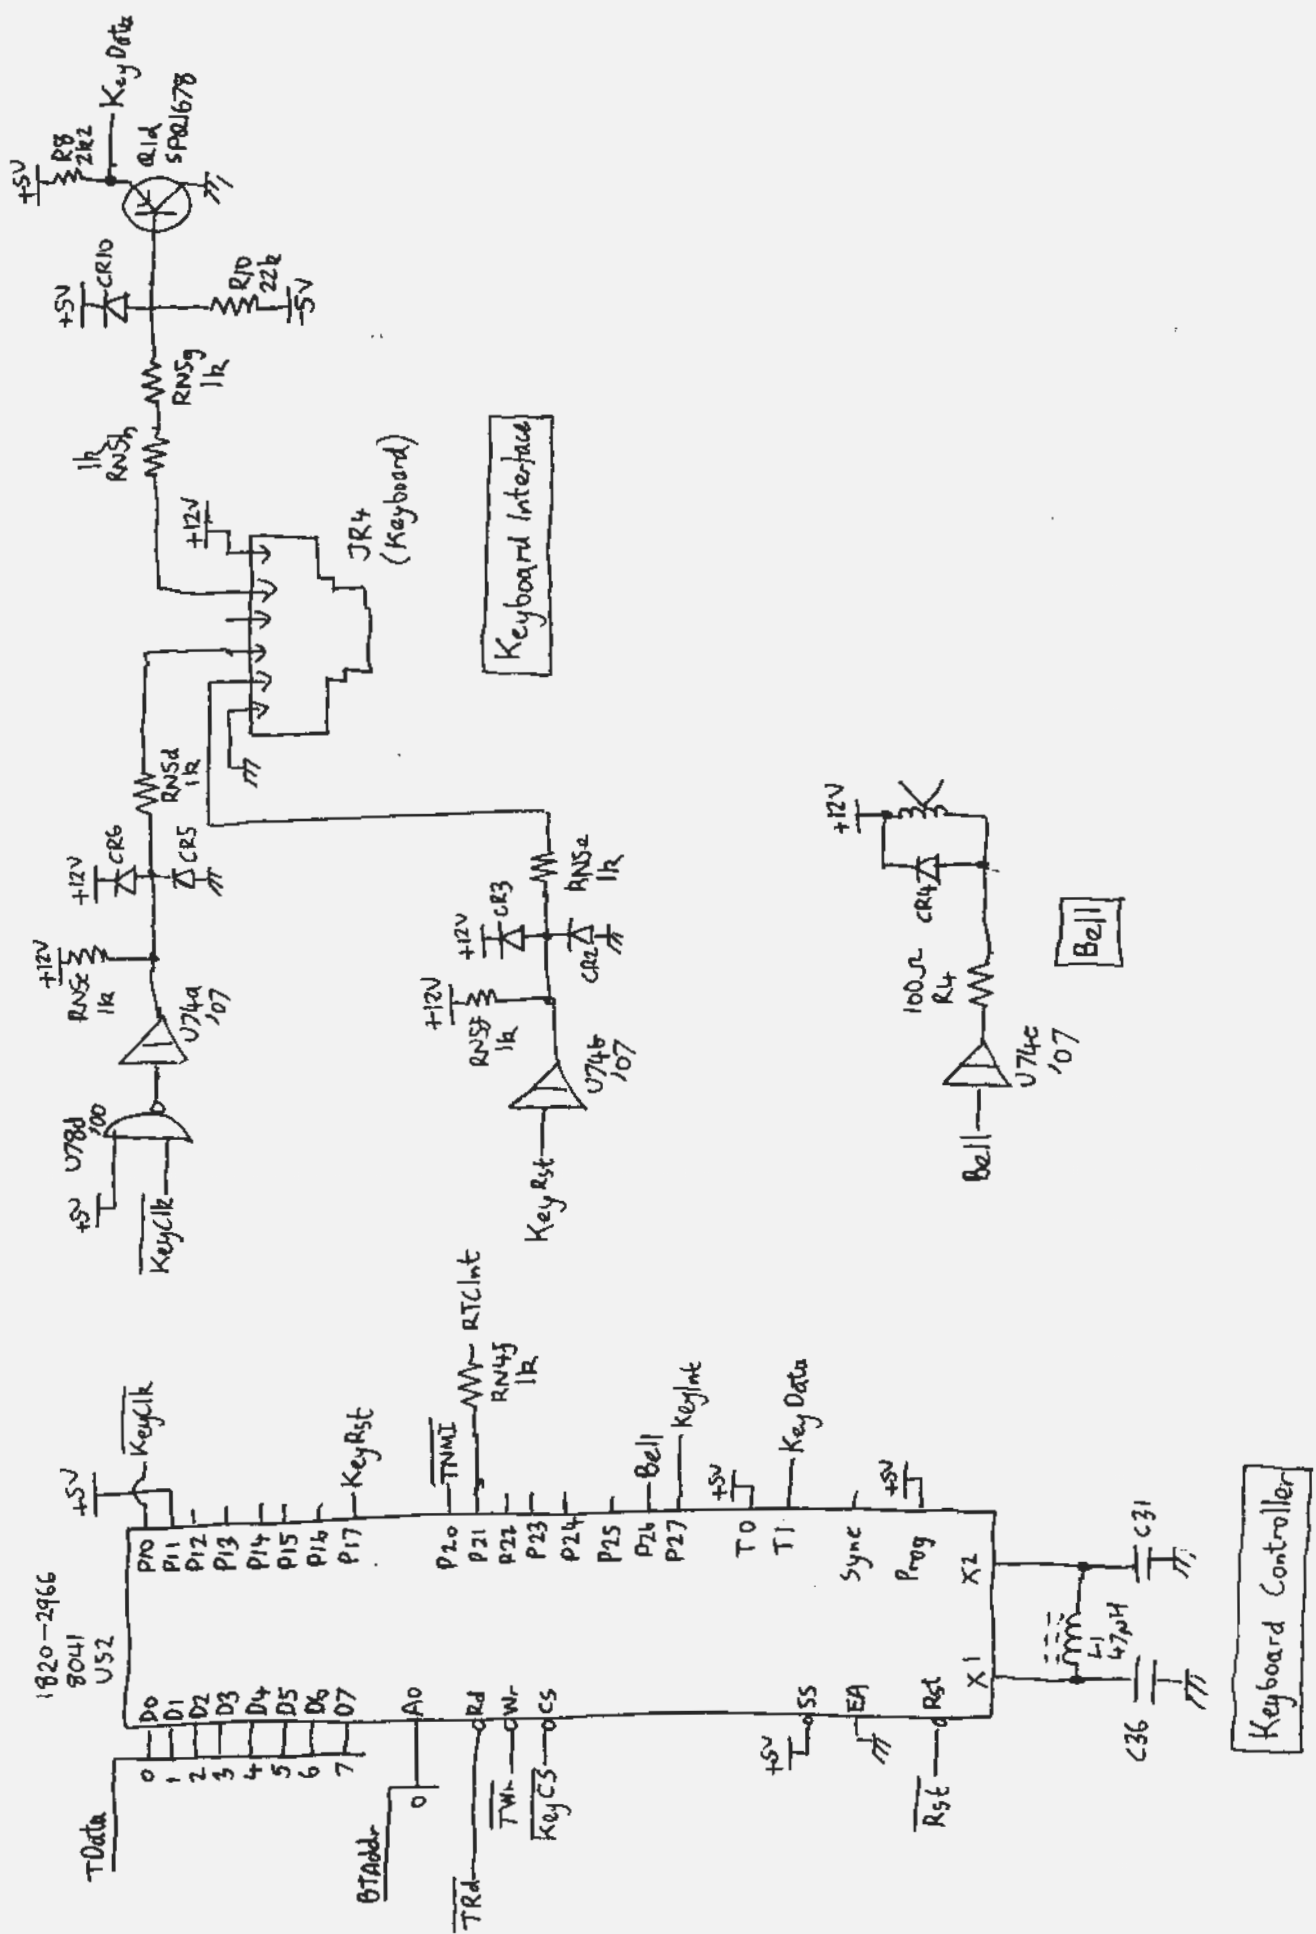 1820-2966
8041
U52
TData
0 D0
1 D1
2 D2
3 D3
4 D4
5 D5
6 D6
7 D7
BTAddr
0
A0
TRd
Rd
TWr
Wr
KeyCS
CS
+5V
SS
EA
Rst
Rst
P10
KeyClk
+5V
P11
P12
P13
P14
P15
P16
P17
KeyRst
P20
TNMI
P21
RN4f
1k
RTCInt
P22
P23
P24
P25
P26
Bell
P27
KeyInt
T0
+5V
T1
KeyData
Sync
Prog
+5V
X1
X2
L1
C36
C31
Keyboard Controller
+5V
KeyClk
U78d
'00
U74a
'07
+12V
RN5c
1k
+12V
CR6
CR5
RN5d
1k
KeyRst
U74b
'07
+12V
RN5f
1k
+12V
CR3
CR2
RN5e
1k
+12V
JR4
(Keyboard)
1k
RN5h
RN5g
1k
+5V
CR10
R10
22k
-5V
+5V
R8
2k2
KeyData
Q1d
SPQ1678
Keyboard Interface
Bell
U74c
'07
100Ω
R4
CR4
+12V
Bell